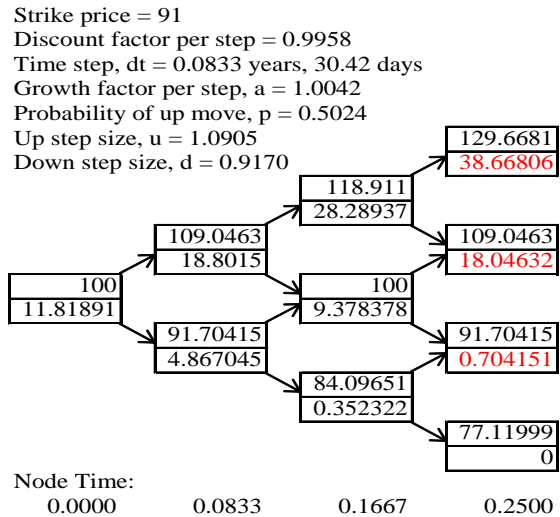 Strike price = 91
Discount factor per step = 0.9958
Time step, dt = 0.0833 years, 30.42 days
Growth factor per step, a = 1.0042
Probability of up move, p = 0.5024
Up step size, u = 1.0905
Down step size, d = 0.9170
129.6681
38.66806
118.911
28.28937
109.0463
18.8015
109.0463
18.04632
100
11.81891
100
9.378378
91.70415
4.867045
91.70415
0.704151
84.09651
0.352322
77.11999
0
Node Time:
0.0000 0.0833 0.1667 0.2500